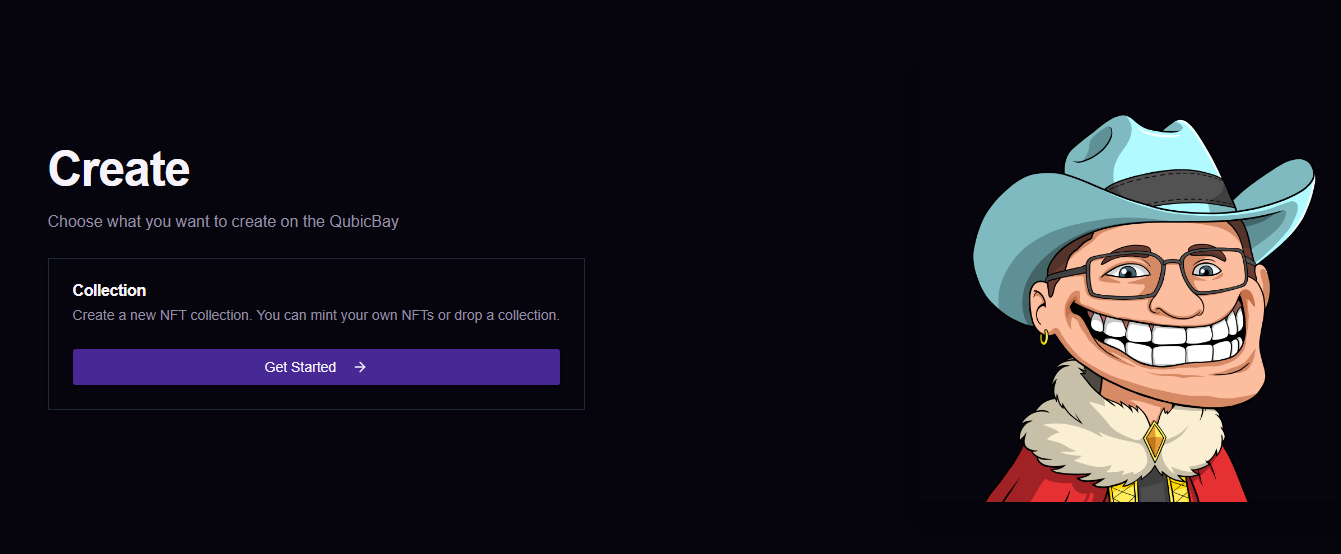 Create
Choose what you want to create on the QubicBay
Collection
Create a new NFT collection. You can mint your own NFTs or drop a collection.
Get Started